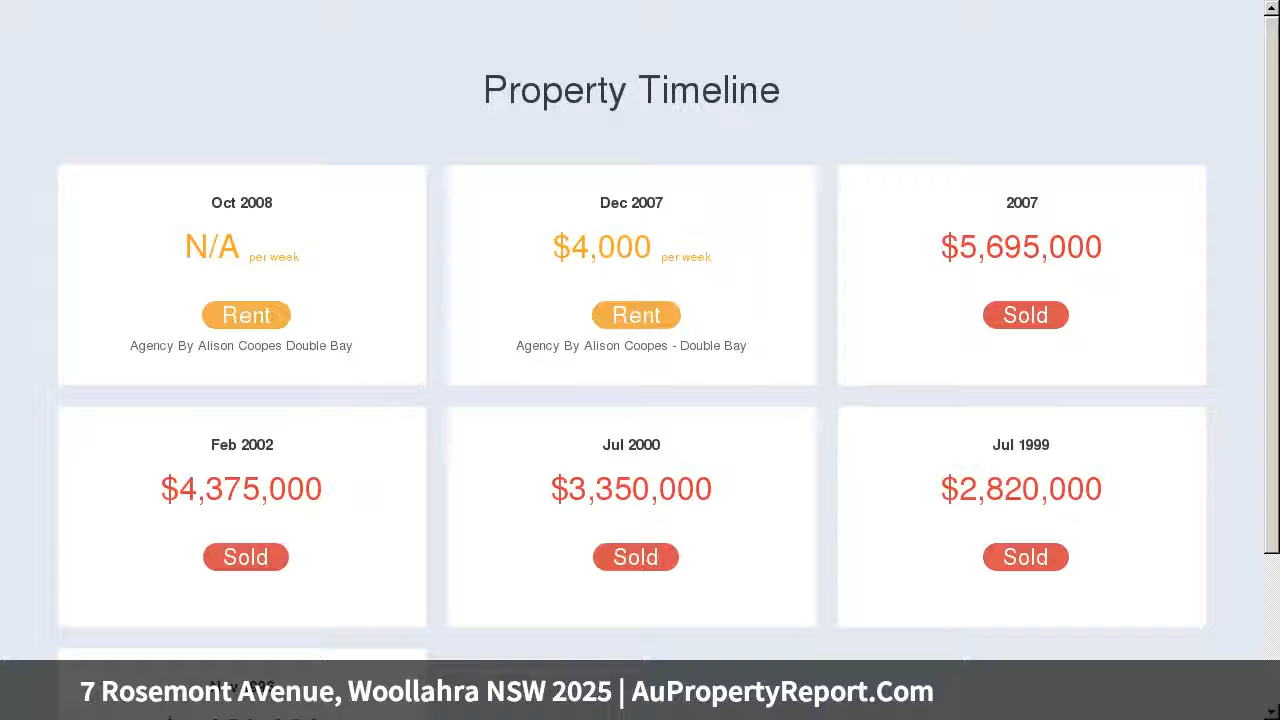 Property Timeline
Oct 2008
N/A per week
Rent
Agency By Alison Coopes Double Bay
Dec 2007
$4,000 per week
Rent
Agency By Alison Coopes - Double Bay
2007
$5,695,000
Sold
Feb 2002
$4,375,000
Sold
Jul 2000
$3,350,000
Sold
Jul 1999
$2,820,000
Sold
7 Rosemont Avenue, Woollahra NSW 2025 | AuPropertyReport.Com